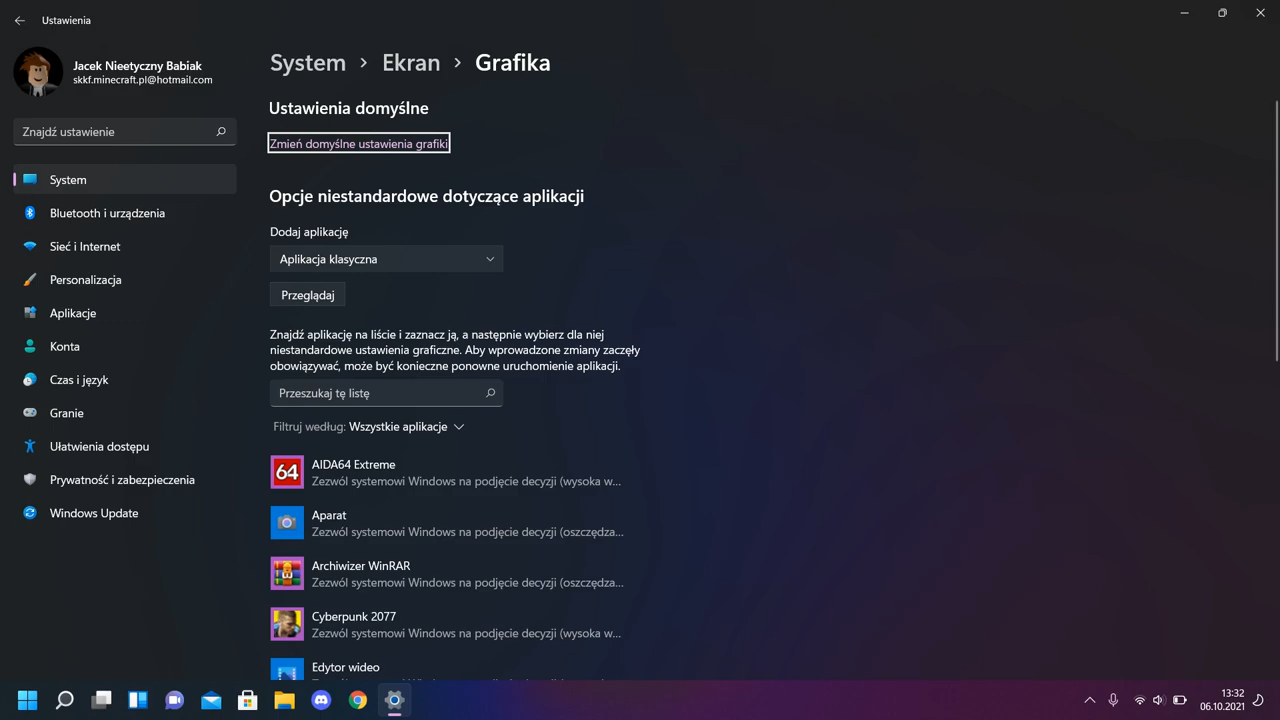 Ustawienia
Jacek Nieetyczny Babiak
skkf.minecraft.pl@hotmail.com
Znajdź ustawienie
System
Bluetooth i urządzenia
Sieć i Internet
Personalizacja
Aplikacje
Konta
Czas i język
Granie
Ułatwienia dostępu
Prywatność i zabezpieczenia
Windows Update
System > Ekran > Grafika
Ustawienia domyślne
Zmień domyślne ustawienia grafiki
Opcje niestandardowe dotyczące aplikacji
Dodaj aplikację
Aplikacja klasyczna
Przeglądaj
Znajdź aplikację na liście i zaznacz ją, a następnie wybierz dla niej
niestandardowe ustawienia graficzne. Aby wprowadzone zmiany zaczęły
obowiązywać, może być konieczne ponowne uruchomienie aplikacji.
Przeszukaj tę listę
Filtruj według: Wszystkie aplikacje
64
AIDA64 Extreme
Zezwól systemowi Windows na podjęcie decyzji (wysoka w...
Aparat
Zezwól systemowi Windows na podjęcie decyzji (oszczędza...
Archiwizer WinRAR
Zezwól systemowi Windows na podjęcie decyzji (oszczędza...
Cyberpunk 2077
Zezwól systemowi Windows na podjęcie decyzji (wysoka w...
Edytor wideo
13:32
06.10.2021